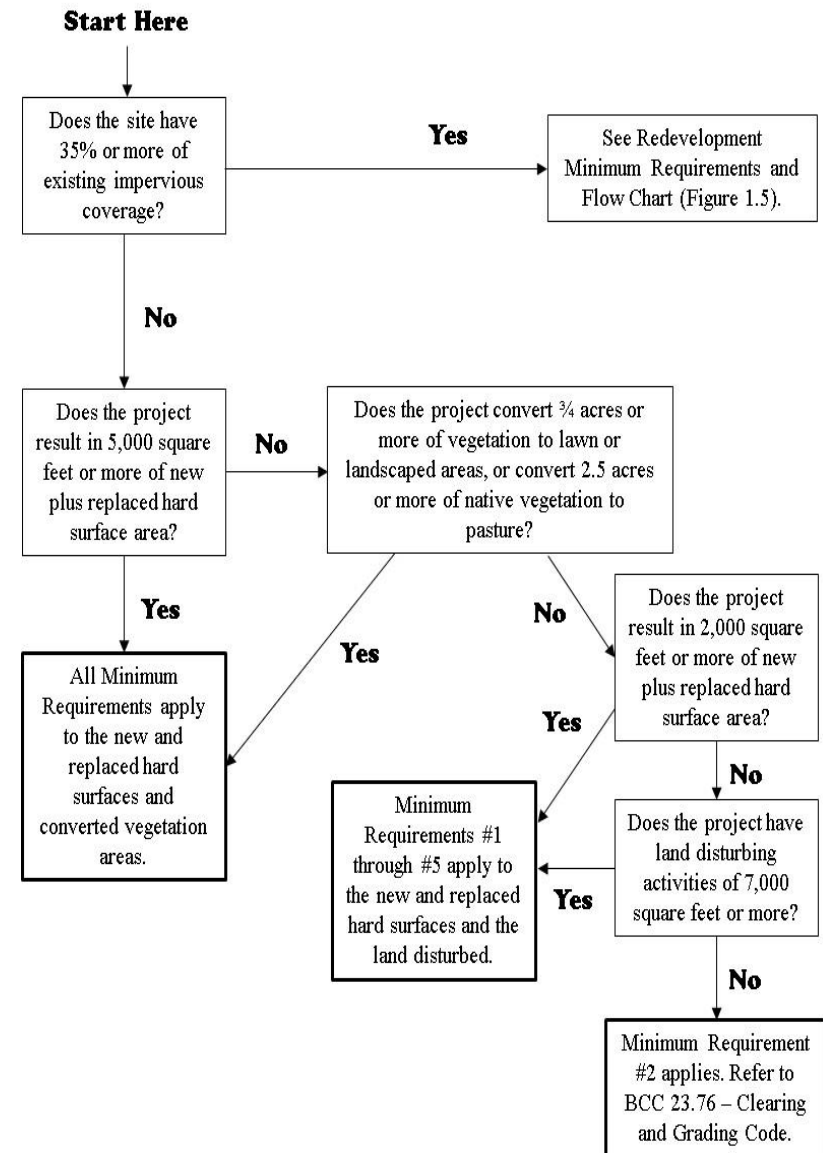 Start Here
Does the site have
35% or more of
existing impervious
coverage?
Yes
See Redevelopment
Minimum Requirements and
Flow Chart (Figure 1.5).
No
Does the project
result in 5,000 square
feet or more of new
plus replaced hard
surface area?
No
Does the project convert ¾ acres or
more of vegetation to lawn or
landscaped areas, or convert 2.5 acres
or more of native vegetation to
pasture?
Yes
Yes
No
Does the project
result in 2,000 square
feet or more of new
plus replaced hard
surface area?
All Minimum
Requirements apply
to the new and
replaced hard
surfaces and
converted vegetation
areas.
Yes
No
Minimum
Requirements #1
through #5 apply to
the new and replaced
hard surfaces and the
land disturbed.
Yes
Does the project have
land disturbing
activities of 7,000
square feet or more?
No
Minimum Requirement
#2 applies. Refer to
BCC 23.76 – Clearing
and Grading Code.